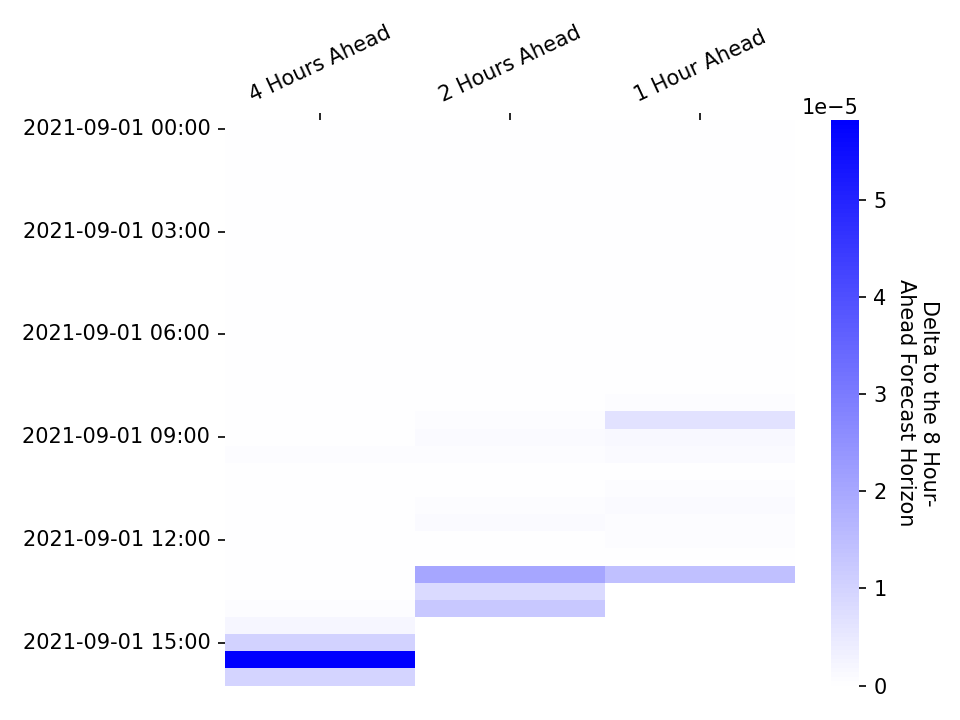 4 Hours Ahead
2 Hours Ahead
1 Hour Ahead
1e−5
2021-09-01 00:00
2021-09-01 03:00
2021-09-01 06:00
2021-09-01 09:00
2021-09-01 12:00
2021-09-01 15:00
5
4
3
2
1
0
Delta to the 8 Hour-
Ahead Forecast Horizon